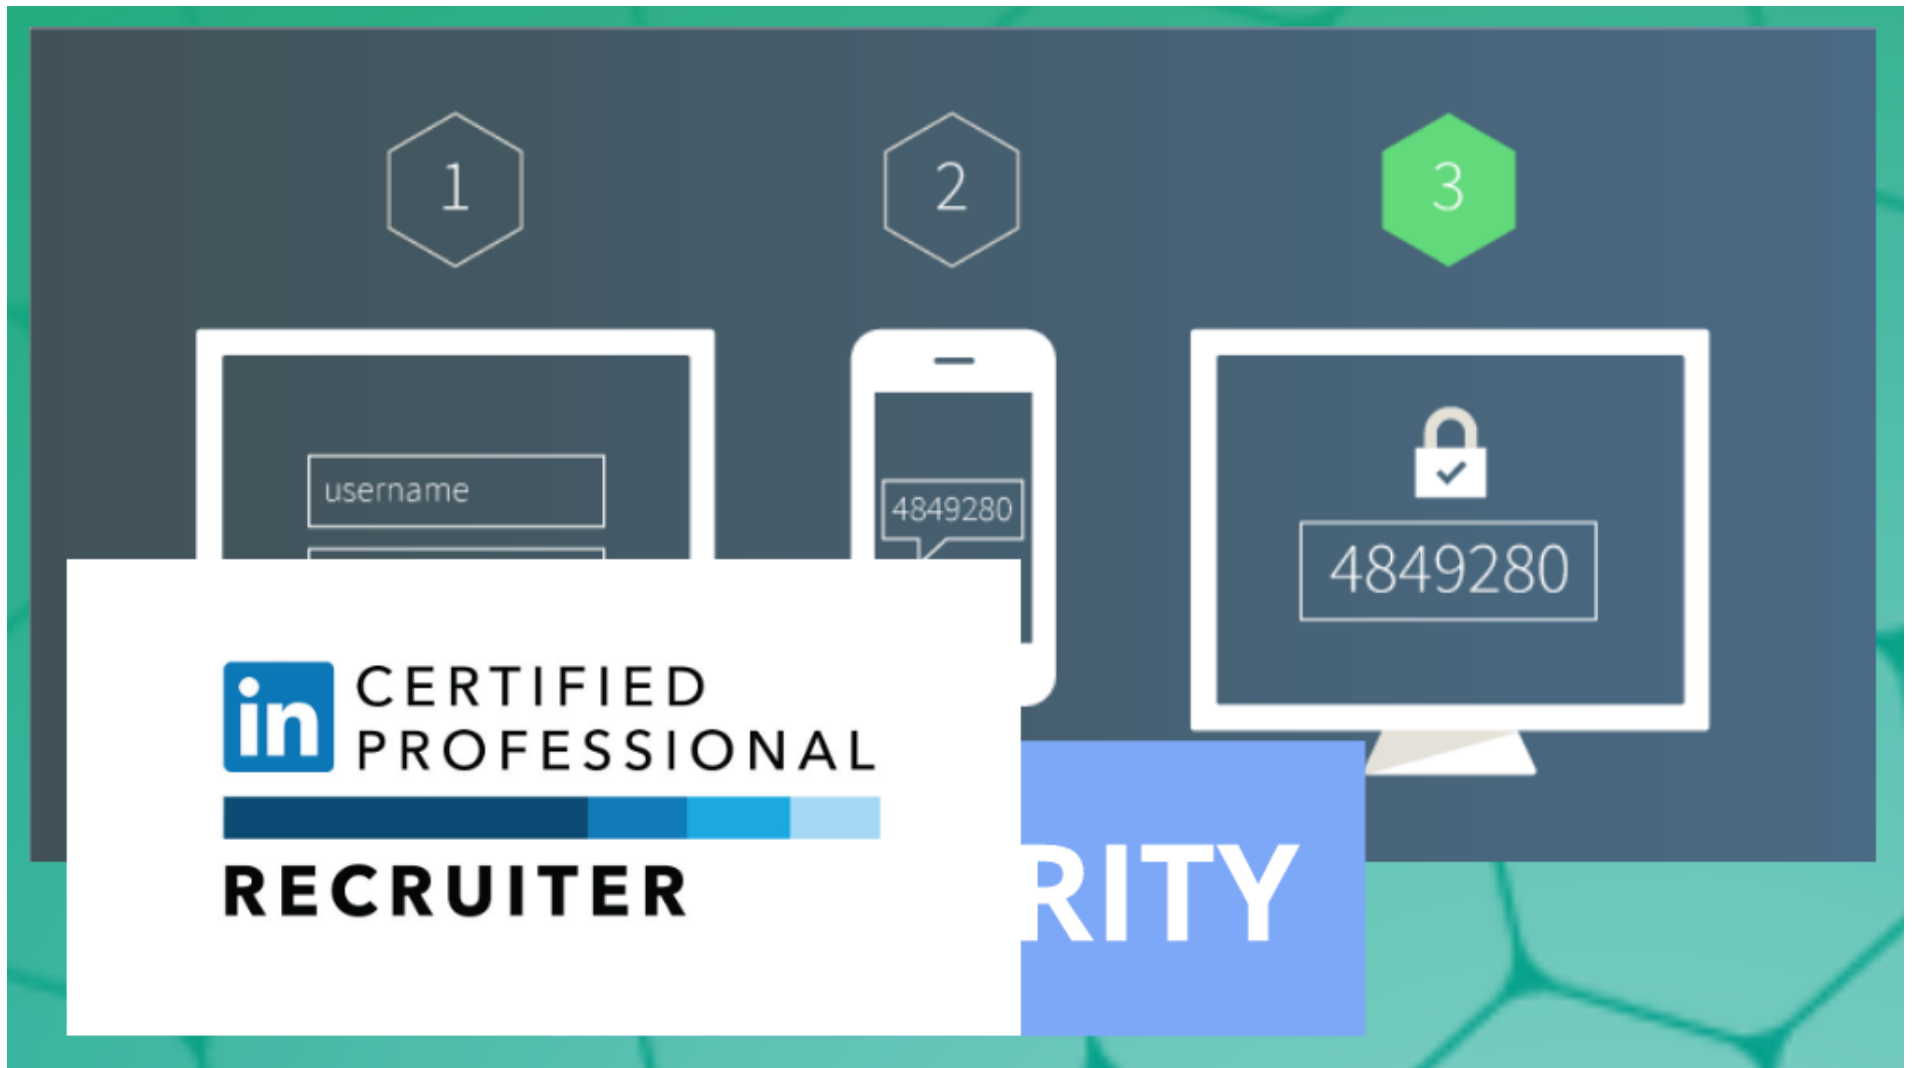 1
2
3
username
4849280
4849280
in CERTIFIED
PROFESSIONAL
RECRUITER
RITY